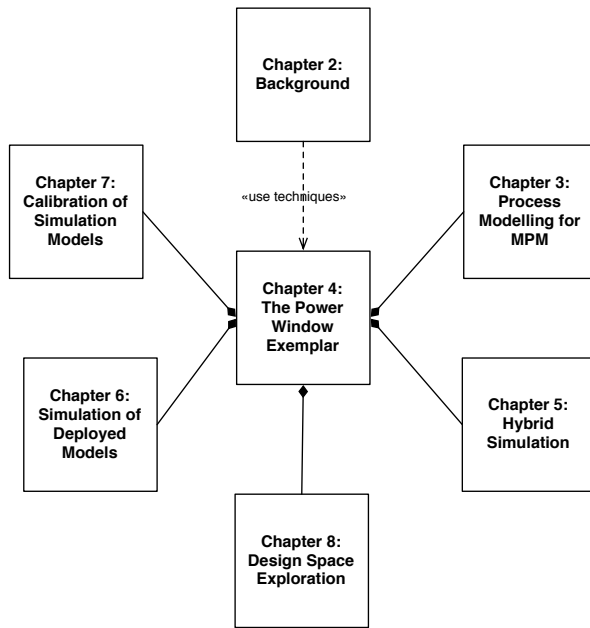 Chapter 2:
Background
Chapter 7:
Calibration of
Simulation
Models
«use techniques»
Chapter 3:
Process
Modelling for
MPM
Chapter 4:
The Power
Window
Exemplar
Chapter 6:
Simulation of
Deployed
Models
Chapter 5:
Hybrid
Simulation
Chapter 8:
Design Space
Exploration